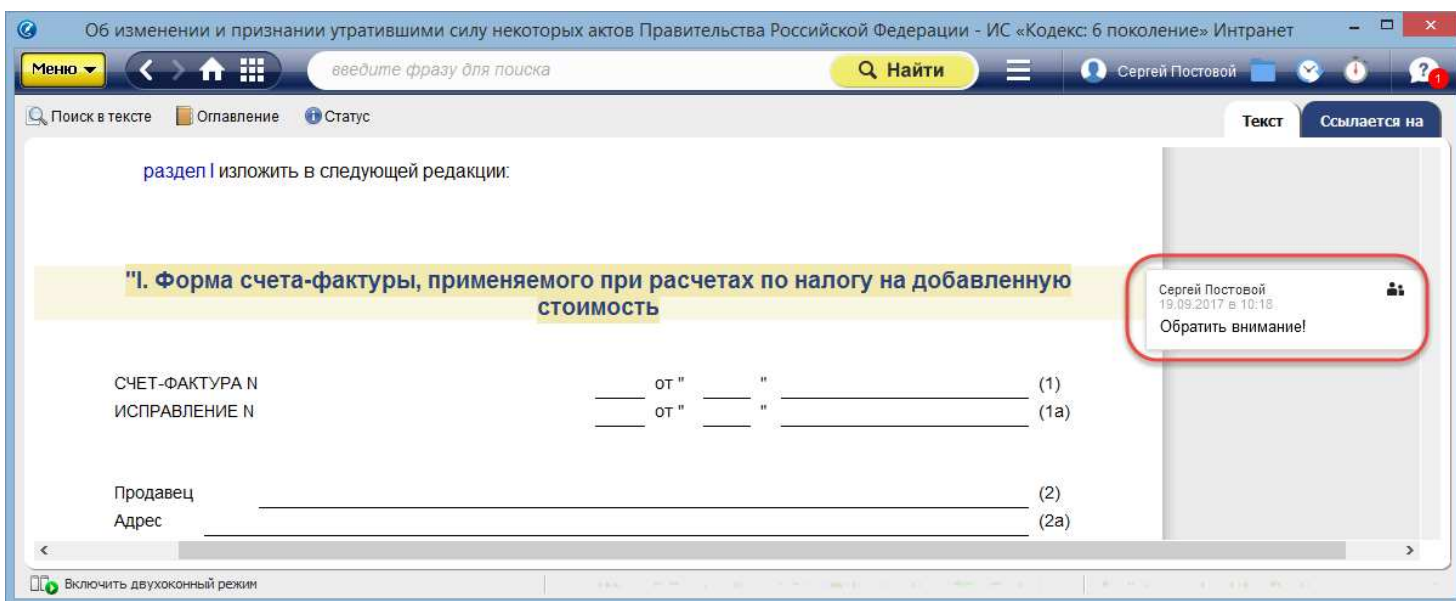 Об изменении и признании утратившими силу некоторых актов Правительства Российской Федерации - ИС «Кодекс: 6 поколение» Интранет
Меню введите фразу для поиска Найти Сергей Постовой ? 1
Поиск в тексте Оглавление Статус Текст Ссылается на
раздел I изложить в следующей редакции:
"I. Форма счета-фактуры, применяемого при расчетах по налогу на добавленную
стоимость
Сергей Постовой
19.09.2017 в 10:18
Обратить внимание!
СЧЕТ-ФАКТУРА N от " " (1)
ИСПРАВЛЕНИЕ N от " " (1а)
Продавец (2)
Адрес (2а)
Включить двухоконный режим